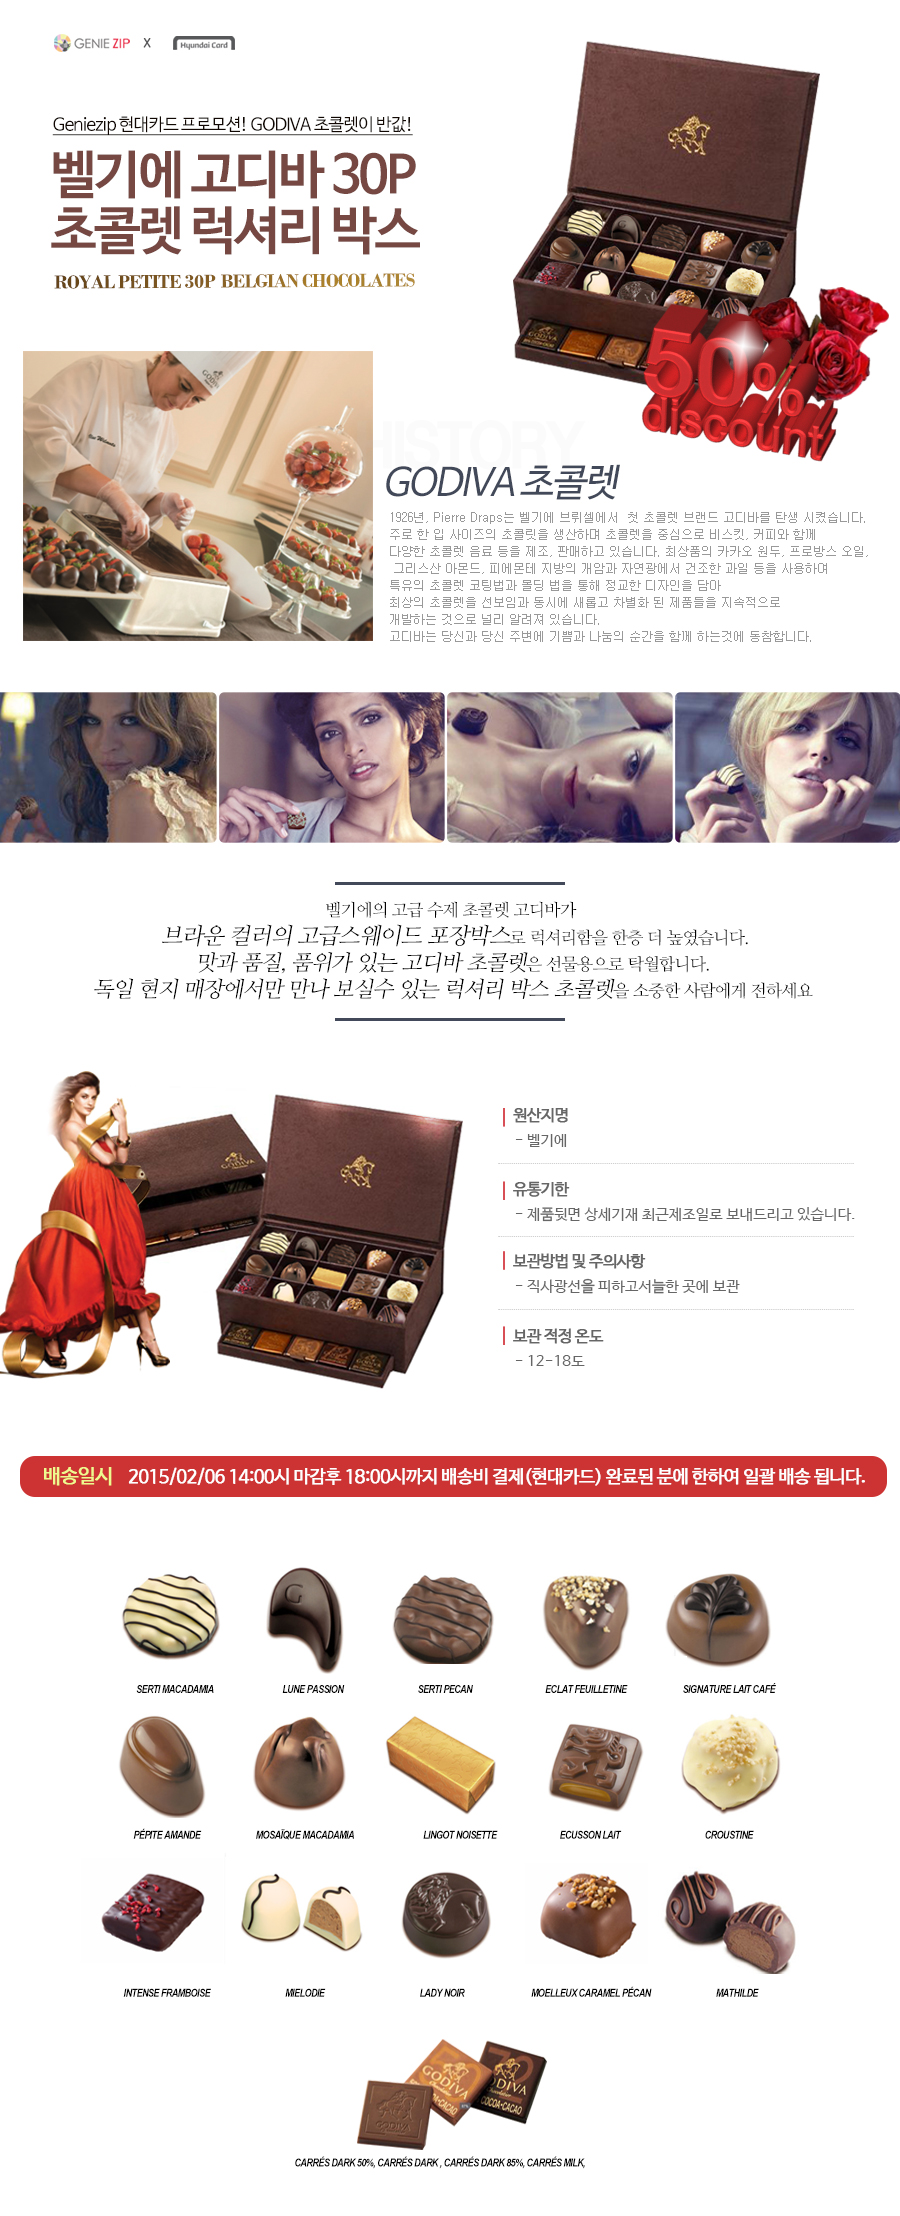 GENIE ZIP X Hyundai Card
Geniezip 현대카드 프로모션! GODIVA 초콜렛이 반값!
벨기에 고디바 30P
초콜렛 럭셔리 박스
ROYAL PETITE 30P BELGIAN CHOCOLATES
50%
discount
HISTORY
GODIVA 초콜렛
1926년, Pierre Draps는 벨기에 브뤼셀에서 첫 초콜렛 브랜드 고디바를 탄생 시켰습니다.
주로 한 입 사이즈의 초콜릿을 생산하며 초콜렛을 중심으로 비스킷, 커피와 함께
다양한 초콜렛 음료 등을 제조, 판매하고 있습니다. 최상품의 카카오 원두, 프로방스 오일,
그리스산 아몬드, 피에몬테 지방의 개암과 자연광에서 건조한 과일 등을 사용하며
특유의 초콜렛 코팅법과 몰딩 법을 통해 정교한 디자인을 담아
최상의 초콜렛을 선보임과 동시에 새롭고 차별화 된 제품들을 지속적으로
개발하는 것으로 널리 알려져 있습니다.
고디바는 당신과 당신 주변에 기쁨과 나눔의 순간을 함께 하는것에 동참합니다.
벨기에의 고급 수제 초콜렛 고디바가
브라운 컬러의 고급스웨이드 포장박스로 럭셔리함을 한층 더 높였습니다.
맛과 품질, 품위가 있는 고디바 초콜렛은 선물용으로 탁월합니다.
독일 현지 매장에서만 만나 보실수 있는 럭셔리 박스 초콜렛을 소중한 사람에게 전하세요
GODIVA
원산지명
- 벨기에
유통기한
- 제품뒷면 상세기재 최근제조일로 보내드리고 있습니다.
보관방법 및 주의사항
- 직사광선을 피하고서늘한 곳에 보관
보관 적정 온도
- 12-18도
배송일시 2015/02/06 14:00시 마감후 18:00시까지 배송비 결제(현대카드) 완료된 분에 한하여 일괄 배송 됩니다.
G
SERTI MACADAMIA LUNE PASSION SERTI PECAN ECLAT FEUILLETINE SIGNATURE LAIT CAFÉ
PÉPITE AMANDE MOSAÏQUE MACADAMIA LINGOT NOISETTE ECUSSON LAIT CROUSTINE
INTENSE FRAMBOISE MIELODIE LADY NOIR MOELLEUX CARAMEL PÉCAN MATHILDE
50 72
GODIVA GODIVA
COCOA•CACAO COCOA•CACAO
GODIVA
CARRÉS DARK 50%, CARRÉS DARK , CARRÉS DARK 85%, CARRÉS MILK,